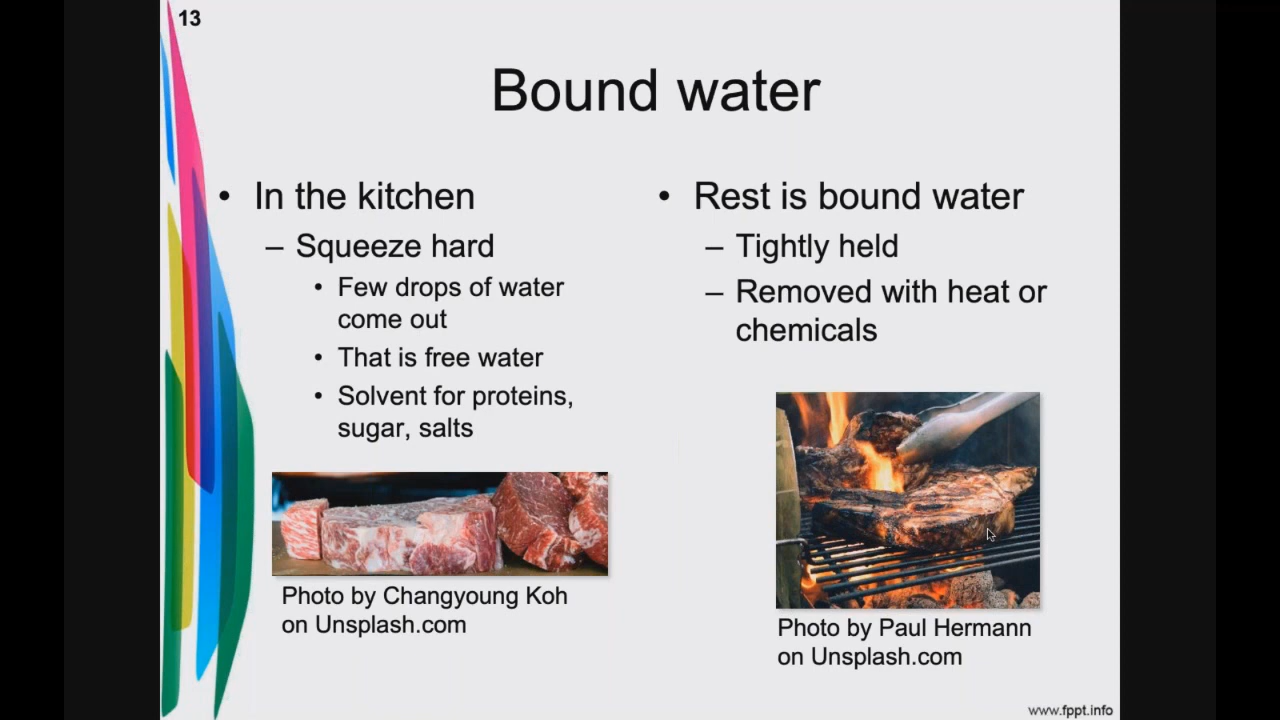 13
Bound water
• In the kitchen
– Squeeze hard
• Few drops of water
come out
• That is free water
• Solvent for proteins,
sugar, salts
Photo by Changyoung Koh
on Unsplash.com
• Rest is bound water
– Tightly held
– Removed with heat or
chemicals
Photo by Paul Hermann
on Unsplash.com
www.fppt.info